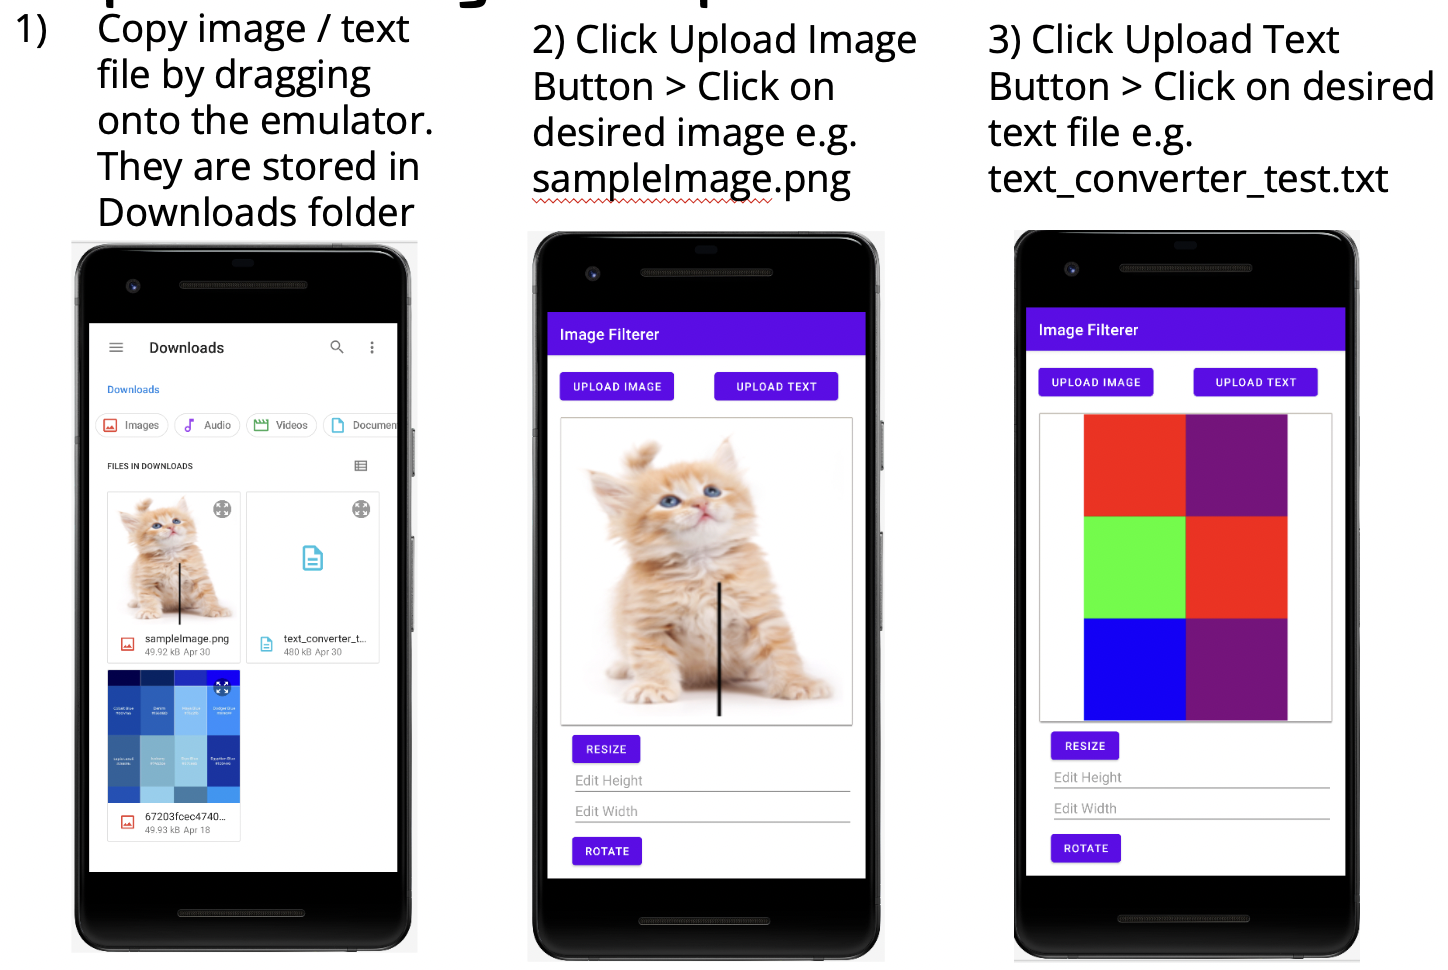 1) Copy image / text
file by dragging
onto the emulator.
They are stored in
Downloads folder
2) Click Upload Image
Button > Click on
desired image e.g.
sampleImage.png
3) Click Upload Text
Button > Click on desired
text file e.g.
text_converter_test.txt
Downloads
Downloads
Images Audio Videos Documen
FILES IN DOWNLOADS
sampleImage.png
49.92 kB Apr 30
text_converter_t...
480 kB Apr 30
67203fcec4740...
49.93 kB Apr 18
Image Filterer
UPLOAD IMAGE UPLOAD TEXT
RESIZE
Edit Height
Edit Width
ROTATE
Image Filterer
UPLOAD IMAGE UPLOAD TEXT
RESIZE
Edit Height
Edit Width
ROTATE